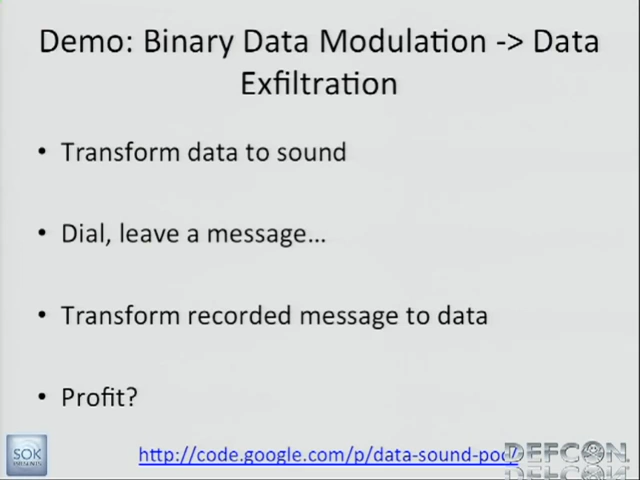 Demo: Binary Data Modulation -> Data
Exfiltration
• Transform data to sound
• Dial, leave a message…
• Transform recorded message to data
• Profit?
http://code.google.com/p/data-sound-poc/
SOK
PRESENTS
DEFCON